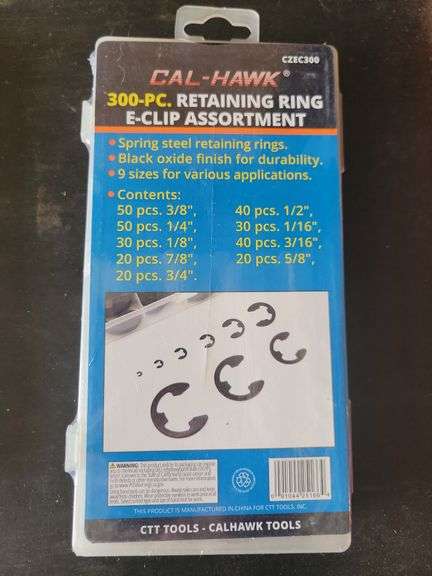 CZEC300
CAL-HAWK®
300-PC. RETAINING RING
E-CLIP ASSORTMENT
• Spring steel retaining rings.
• Black oxide finish for durability.
• 9 sizes for various applications.
• Contents:
50 pcs. 3/8", 40 pcs. 1/2",
50 pcs. 1/4", 30 pcs. 1/16",
30 pcs. 1/8", 40 pcs. 3/16",
20 pcs. 7/8", 20 pcs. 5/8",
20 pcs. 3/4".
WARNING:
THIS PRODUCT IS MANUFACTURED IN CHINA FOR CTT TOOLS, INC.
CTT TOOLS - CALHAWK TOOLS